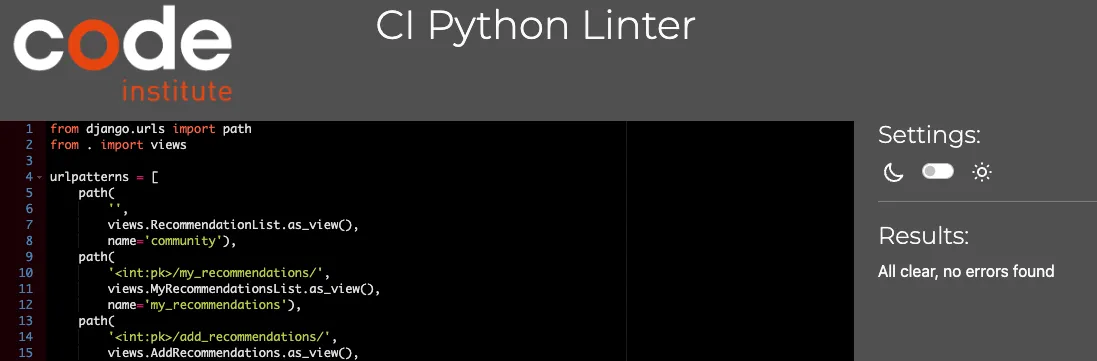 code
institute
CI Python Linter
1 from django.urls import path
2 from . import views
3
4 urlpatterns = [
5     path(
6         '',
7         views.RecommendationList.as_view(),
8         name='community'),
9     path(
10         '<int:pk>/my_recommendations/',
11         views.MyRecommendationsList.as_view(),
12         name='my_recommendations'),
13     path(
14         '<int:pk>/add_recommendations/',
15         views.AddRecommendations.as_view(),
Settings:
Results:
All clear, no errors found